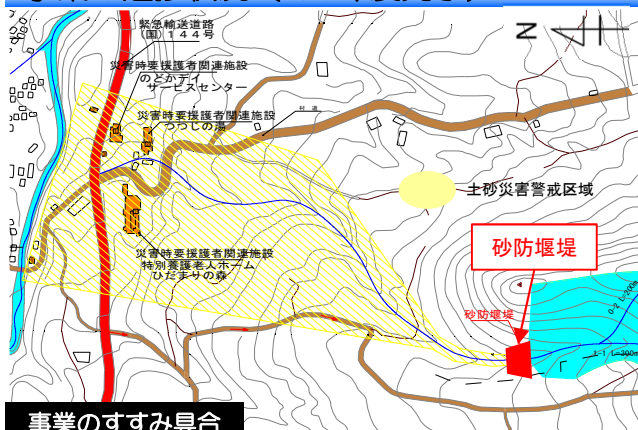 緊急輸送道路
(国)144号
N
災害時要援護者関連施設
のどかデイ
サービスセンター
災害時要援護者関連施設
つつじの湯
村道
土砂災害警戒区域
砂防堰堤
災害時要援護者関連施設
特別養護老人ホーム
ひだまりの森
砂防堰堤
0-2 L=200m
事業のすすみ具合